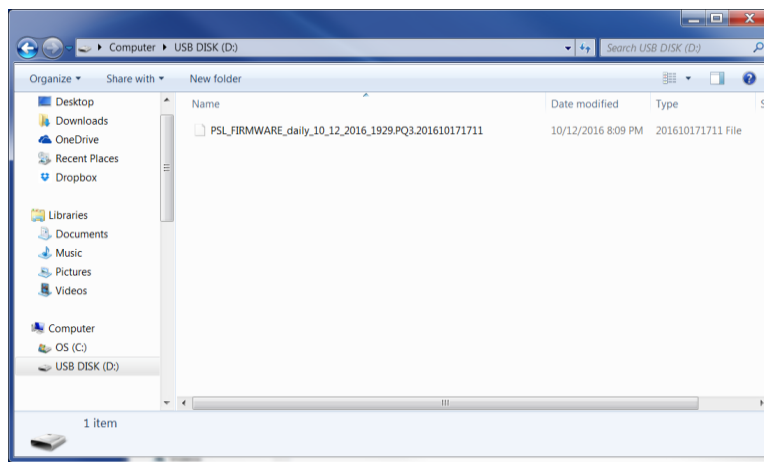 Computer USB DISK (D:)
Search USB DISK (D:)
Organize Share with New folder
Name Date modified Type S
PSL_FIRMWARE_daily_10_12_2016_1929.PQ3.201610171711 10/12/2016 8:09 PM 201610171711 File
Desktop
Downloads
OneDrive
Recent Places
Dropbox
Libraries
Documents
Music
Pictures
Videos
Computer
OS (C:)
USB DISK (D:)
1 item